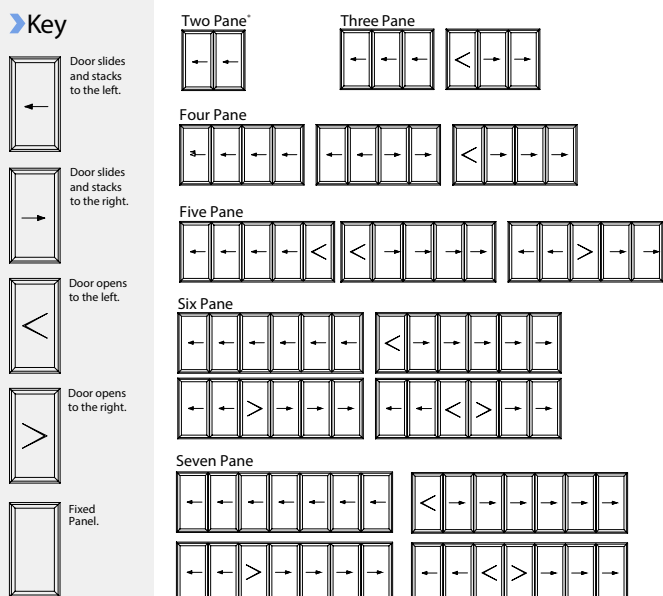 Key
Door slides
and stacks
to the left.
Door slides
and stacks
to the right.
Door opens
to the left.
Door opens
to the right.
Fixed
Panel.
Two Pane*
Three Pane
Four Pane
Five Pane
Six Pane
Seven Pane